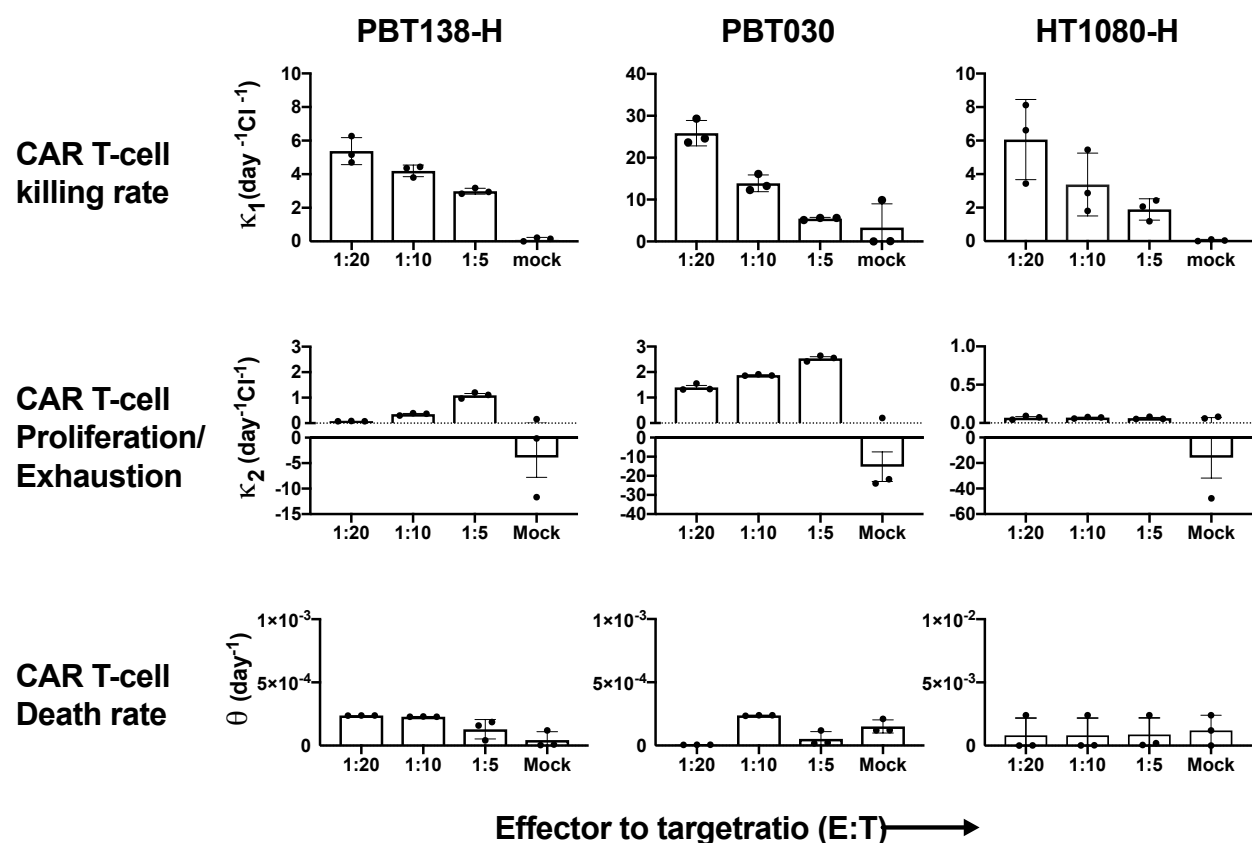 PBT138-H PBT030 HT1080-H
CAR T-cell
killing rate
κ1(day -1CI -1)
10
8
6
4
2
0
1:20 1:10 1:5 mock
40
30
20
10
0
1:20 1:10 1:5 mock
10
8
6
4
2
0
1:20 1:10 1:5 mock
CAR T-cell
Proliferation/
Exhaustion
κ2 (day-1CI-1)
3
2
1
0
-5
-10
-15
1:20 1:10 1:5 Mock
3
2
1
0
-10
-20
-30
-40
1:20 1:10 1:5 Mock
1.0
0.5
0.0
-20
-40
-60
1:20 1:10 1:5 Mock
CAR T-cell
Death rate
θ (day-1)
1×10-3
5×10-4
0
1:20 1:10 1:5 Mock
1×10-3
5×10-4
0
1:20 1:10 1:5 Mock
1×10-2
5×10-3
0
1:20 1:10 1:5 Mock
Effector to targetratio (E:T)